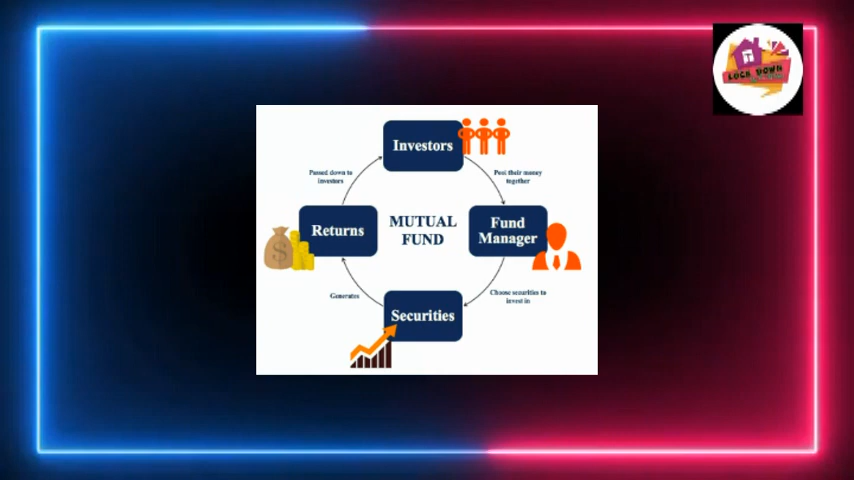 LOCK DOWN
Investors
Passed down to
investors
Pool their money
together
Returns
MUTUAL
FUND
Fund
Manager
Generates
Choose securities to
invest in
Securities